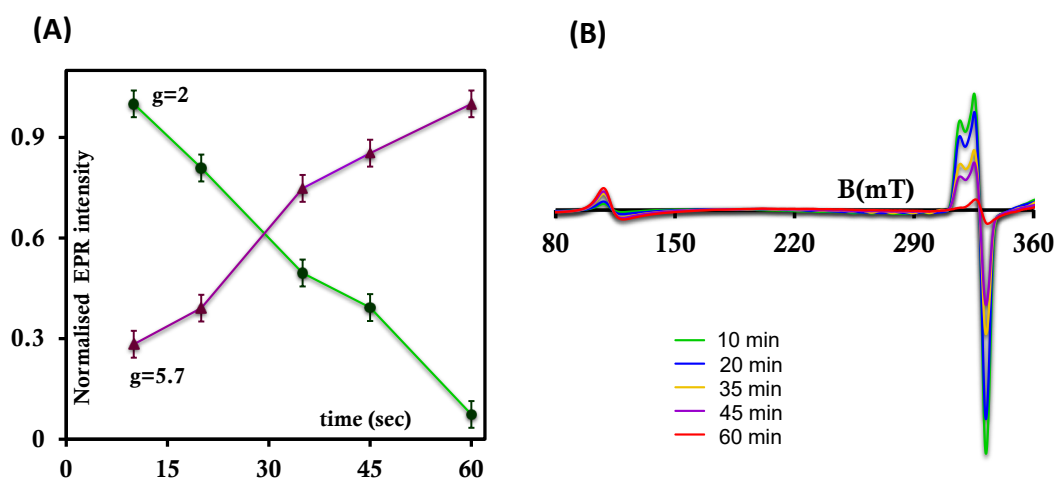 (A)
0.9
0.6
0.3
0
0
15
30
45
60
Normalised EPR intensity
time (sec)
g=2
g=5.7
(B)
B(mT)
80
150
220
290
360
10 min
20 min
35 min
45 min
60 min